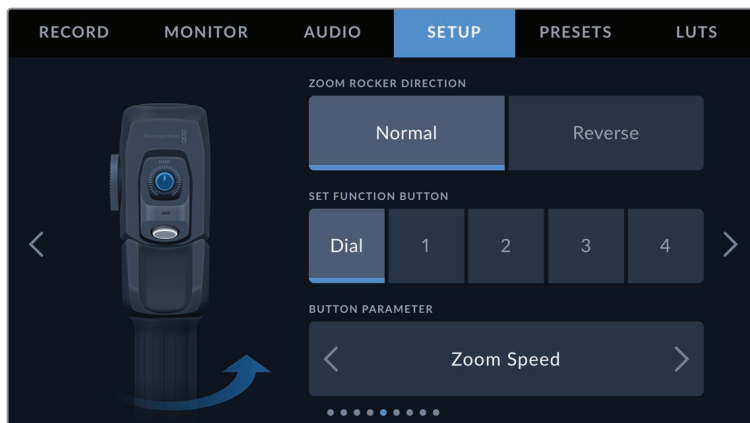 RECORD MONITOR AUDIO SETUP PRESETS LUTS
ZOOM ROCKER DIRECTION
Normal Reverse
SET FUNCTION BUTTON
Dial 1 2 3 4
BUTTON PARAMETER
Zoom Speed